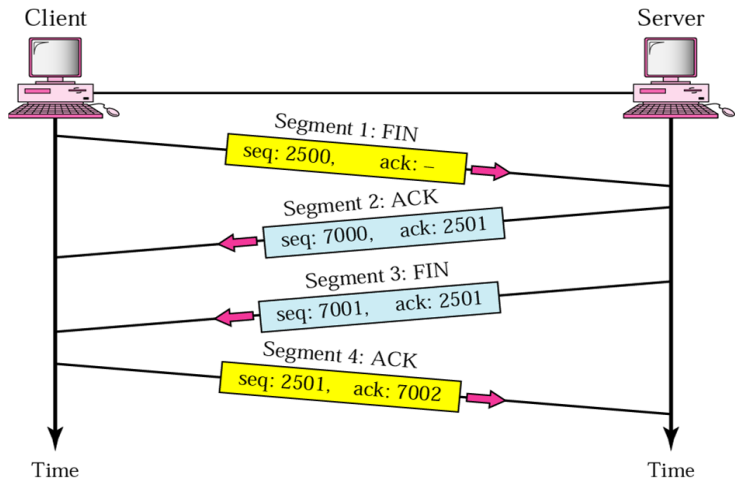 Client
Server
Segment 1: FIN
seq: 2500, ack: –
Segment 2: ACK
seq: 7000, ack: 2501
Segment 3: FIN
seq: 7001, ack: 2501
Segment 4: ACK
seq: 2501, ack: 7002
Time
Time